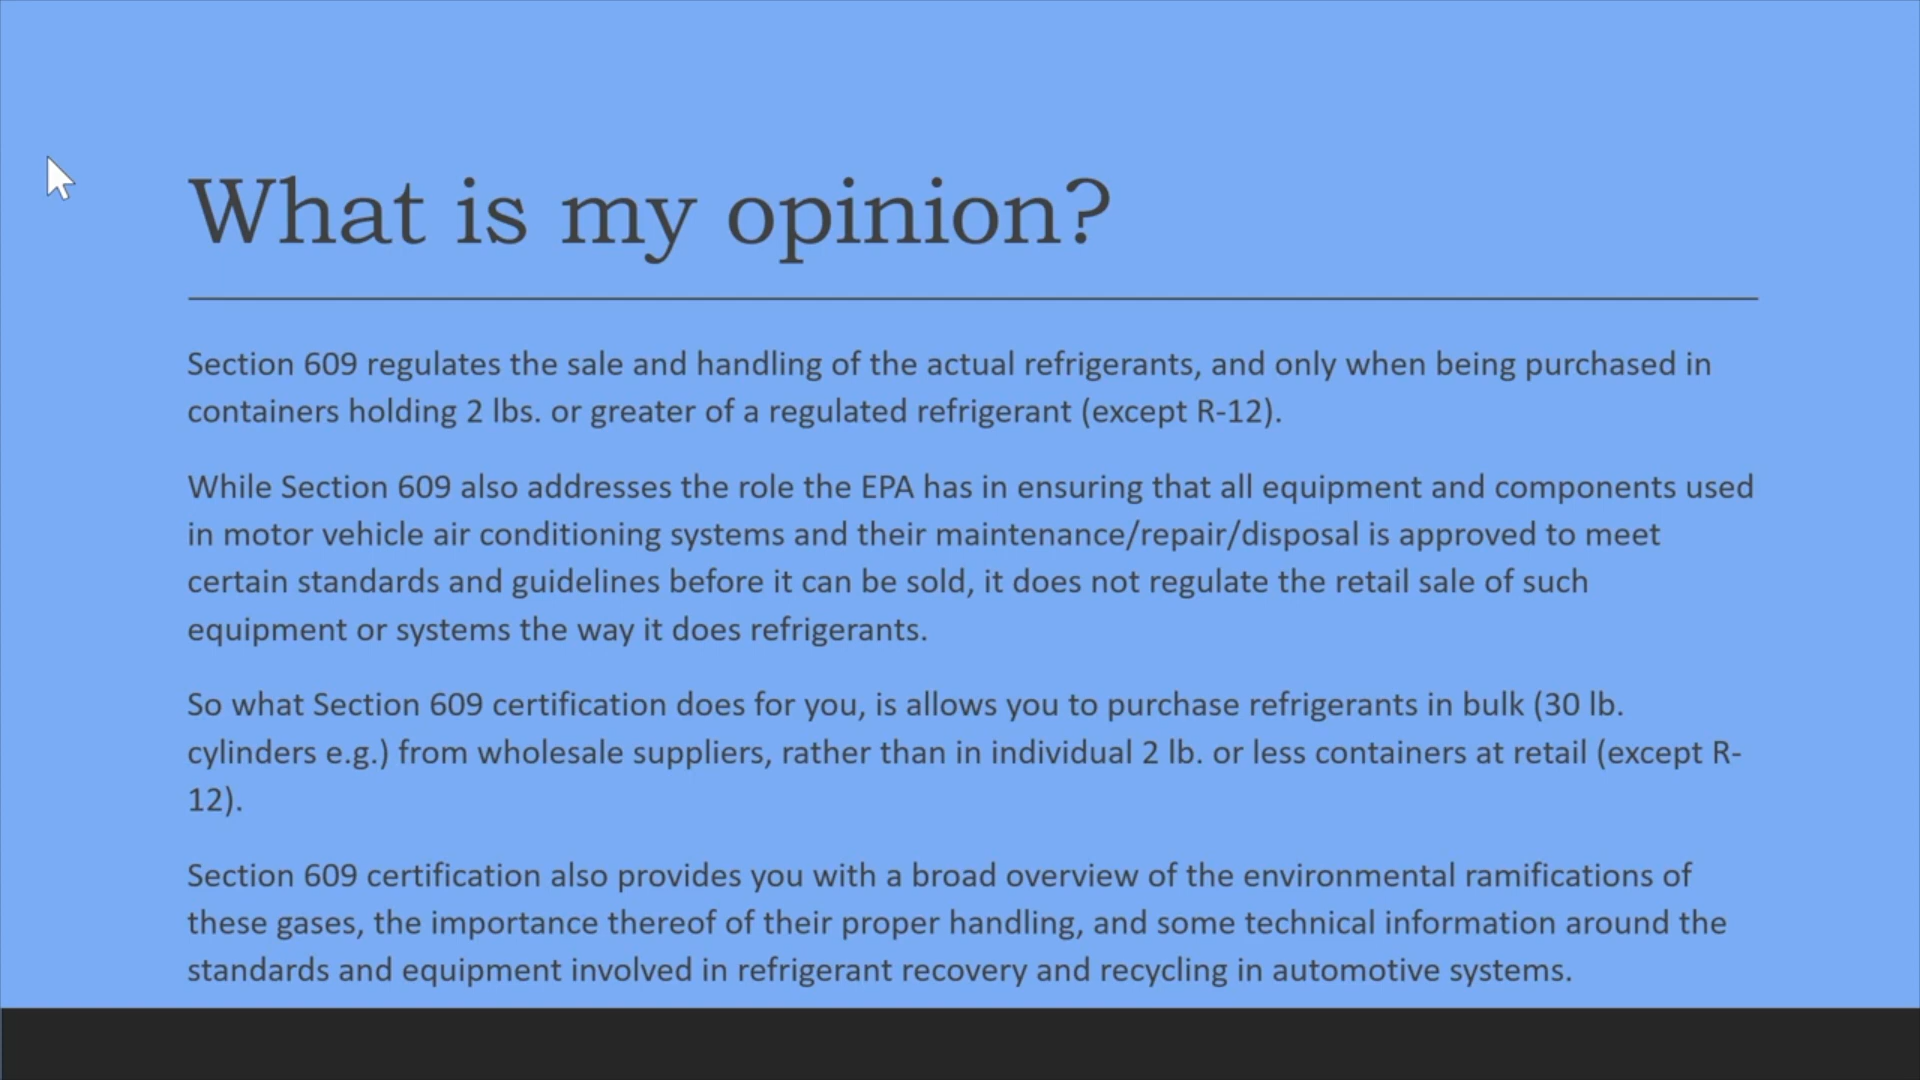 What is my opinion?
Section 609 regulates the sale and handling of the actual refrigerants, and only when being purchased in
containers holding 2 lbs. or greater of a regulated refrigerant (except R-12).
While Section 609 also addresses the role the EPA has in ensuring that all equipment and components used
in motor vehicle air conditioning systems and their maintenance/repair/disposal is approved to meet
certain standards and guidelines before it can be sold, it does not regulate the retail sale of such
equipment or systems the way it does refrigerants.
So what Section 609 certification does for you, is allows you to purchase refrigerants in bulk (30 lb.
cylinders e.g.) from wholesale suppliers, rather than in individual 2 lb. or less containers at retail (except R-
12).
Section 609 certification also provides you with a broad overview of the environmental ramifications of
these gases, the importance thereof of their proper handling, and some technical information around the
standards and equipment involved in refrigerant recovery and recycling in automotive systems.